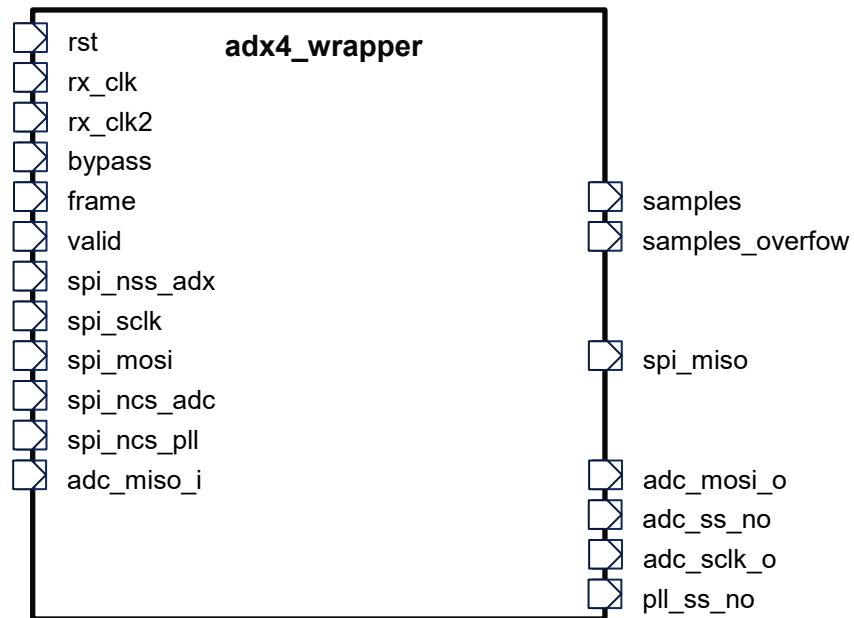 adx4_wrapper
rst
rx_clk
rx_clk2
bypass
frame
valid
spi_nss_adx
spi_sclk
spi_mosi
spi_ncs_adc
spi_ncs_pll
adc_miso_i
samples
samples_overfow
spi_miso
adc_mosi_o
adc_ss_no
adc_sclk_o
pll_ss_no